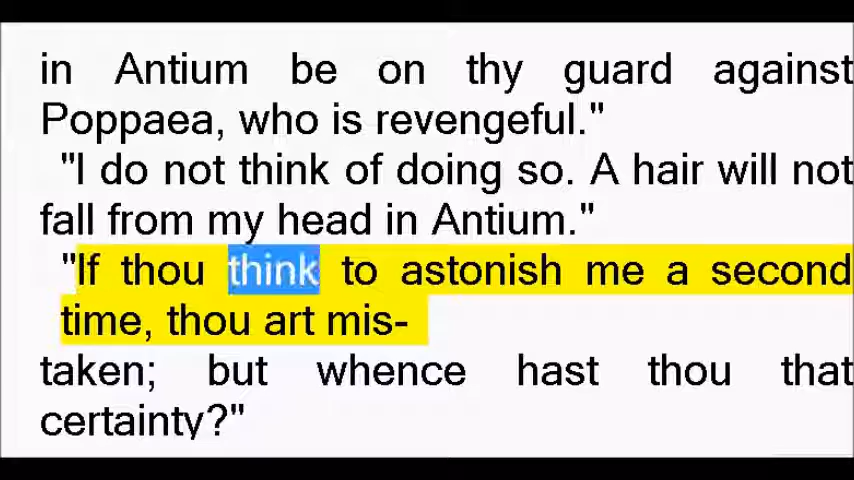 in Antium be on thy guard against
Poppaea, who is revengeful."
"I do not think of doing so. A hair will not
fall from my head in Antium."
"If thou think to astonish me a second
time, thou art mis-
taken; but whence hast thou that
certainty?"